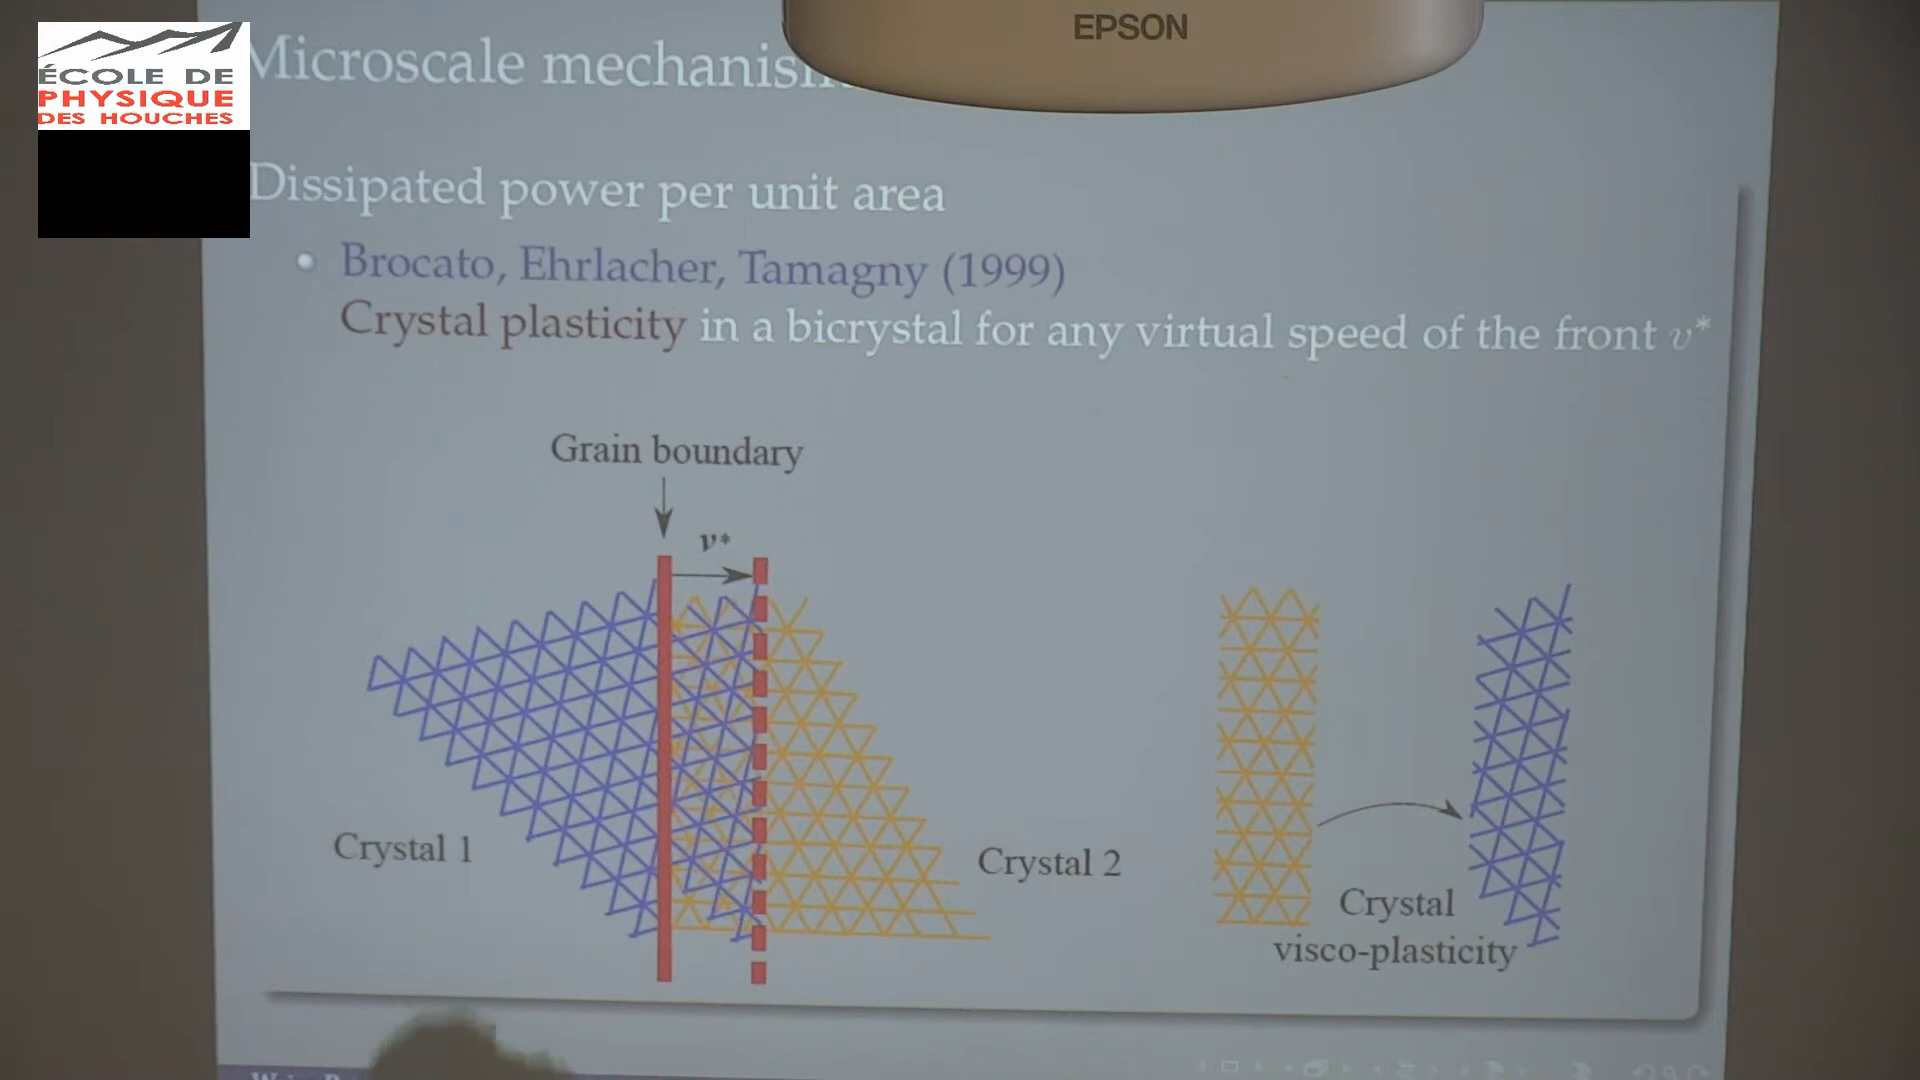 EPSON
ÉCOLE DE
PHYSIQUE
DES HOUCHES
Microscale
Dissipated power per unit area
Brocato, Ehrlacher, Tamagny (1999)
Crystal plasticity in a bicrystal for any virtual speed of the front v*
Grain boundary
v*
Crystal 1
Crystal 2
Crystal
visco-plasticity